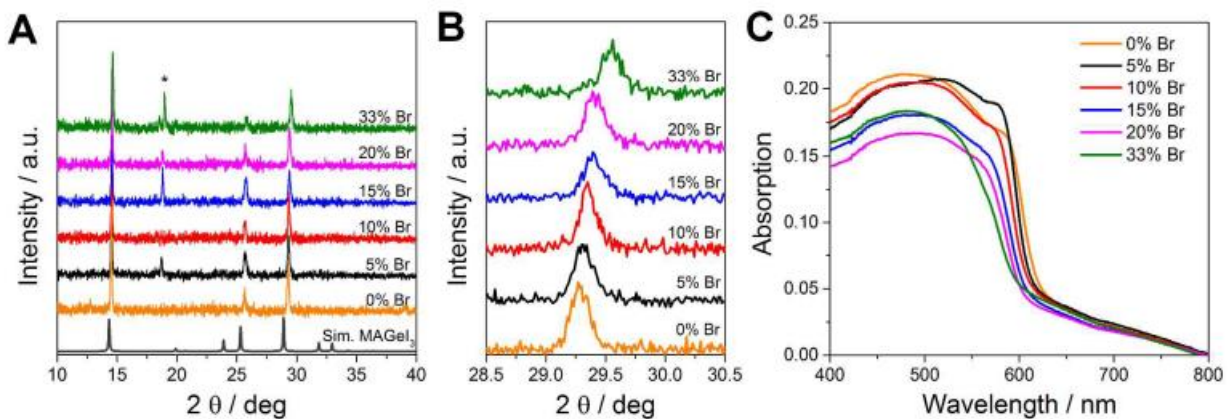 A
Intensity / a.u.
*
33% Br
20% Br
15% Br
10% Br
5% Br
0% Br
Sim. MAGeI3
10 15 20 25 30 35 40
2 θ / deg
B
Intensity / a.u.
33% Br
20% Br
15% Br
10% Br
5% Br
0% Br
28.5 29.0 29.5 30.0 30.5
2 θ / deg
C
Absorption
0.25
0.20
0.15
0.10
0.05
0.00
0% Br
5% Br
10% Br
15% Br
20% Br
33% Br
400 500 600 700 800
Wavelength / nm